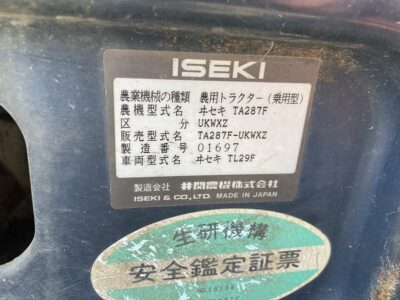 ISEKI
農業機械の種類 農用トラクター(乗用型)
農機型式名 ヰセキ TA287F
区分 UKWXZ
販売型式名 TA287F-UKWXZ
製造番号 01697
車両型式名 ヰセキ TL29F
製造会社 井関農機株式会社
ISEKI & CO., LTD. MADE IN JAPAN
生研機構
安全鑑定証票